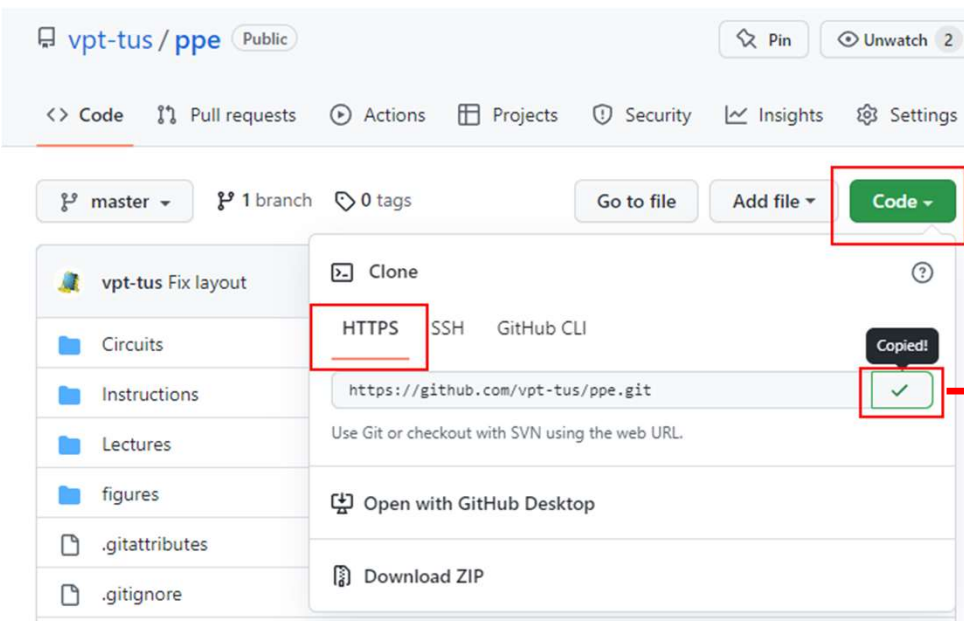 vpt-tus / ppe Public Pin Unwatch 2
<> Code Pull requests Actions Projects Security Insights Settings
master 1 branch 0 tags Go to file Add file Code
vpt-tus Fix layout
Circuits
Instructions
Lectures
figures
.gitattributes
.gitignore
Clone
HTTPS SSH GitHub CLI
Copied!
https://github.com/vpt-tus/ppe.git
Use Git or checkout with SVN using the web URL.
Open with GitHub Desktop
Download ZIP